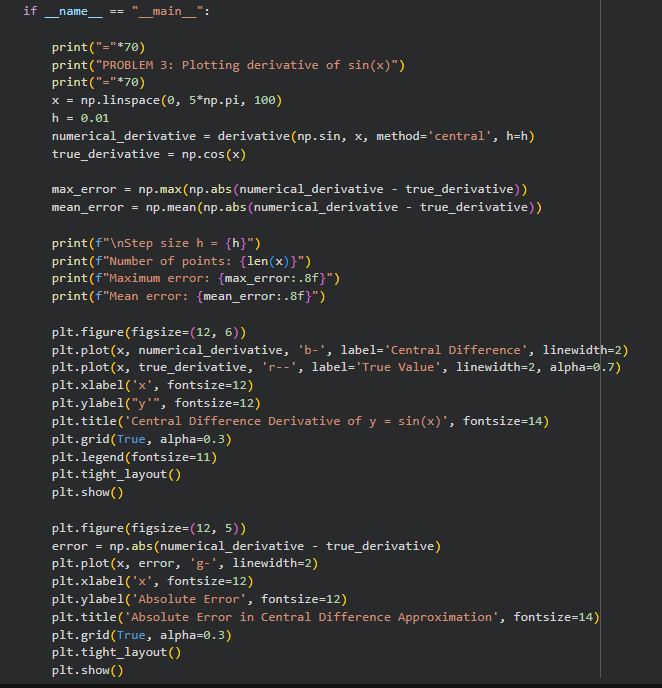 if __name__ == "__main__":
print("="*70)
print("PROBLEM 3: Plotting derivative of sin(x)")
print("="*70)
x = np.linspace(0, 5*np.pi, 100)
h = 0.01
numerical_derivative = derivative(np.sin, x, method='central', h=h)
true_derivative = np.cos(x)
max_error = np.max(np.abs(numerical_derivative - true_derivative))
mean_error = np.mean(np.abs(numerical_derivative - true_derivative))
print(f"\nStep size h = {h}")
print(f"Number of points: {len(x)}")
print(f"Maximum error: {max_error:.8f}")
print(f"Mean error: {mean_error:.8f}")
plt.figure(figsize=(12, 6))
plt.plot(x, numerical_derivative, 'b-', label='Central Difference', linewidth=2)
plt.plot(x, true_derivative, 'r--', label='True Value', linewidth=2, alpha=0.7)
plt.xlabel('x', fontsize=12)
plt.ylabel("y'", fontsize=12)
plt.title('Central Difference Derivative of y = sin(x)', fontsize=14)
plt.grid(True, alpha=0.3)
plt.legend(fontsize=11)
plt.tight_layout()
plt.show()
plt.figure(figsize=(12, 5))
error = np.abs(numerical_derivative - true_derivative)
plt.plot(x, error, 'g-', linewidth=2)
plt.xlabel('x', fontsize=12)
plt.ylabel('Absolute Error', fontsize=12)
plt.title('Absolute Error in Central Difference Approximation', fontsize=14)
plt.grid(True, alpha=0.3)
plt.tight_layout()
plt.show()